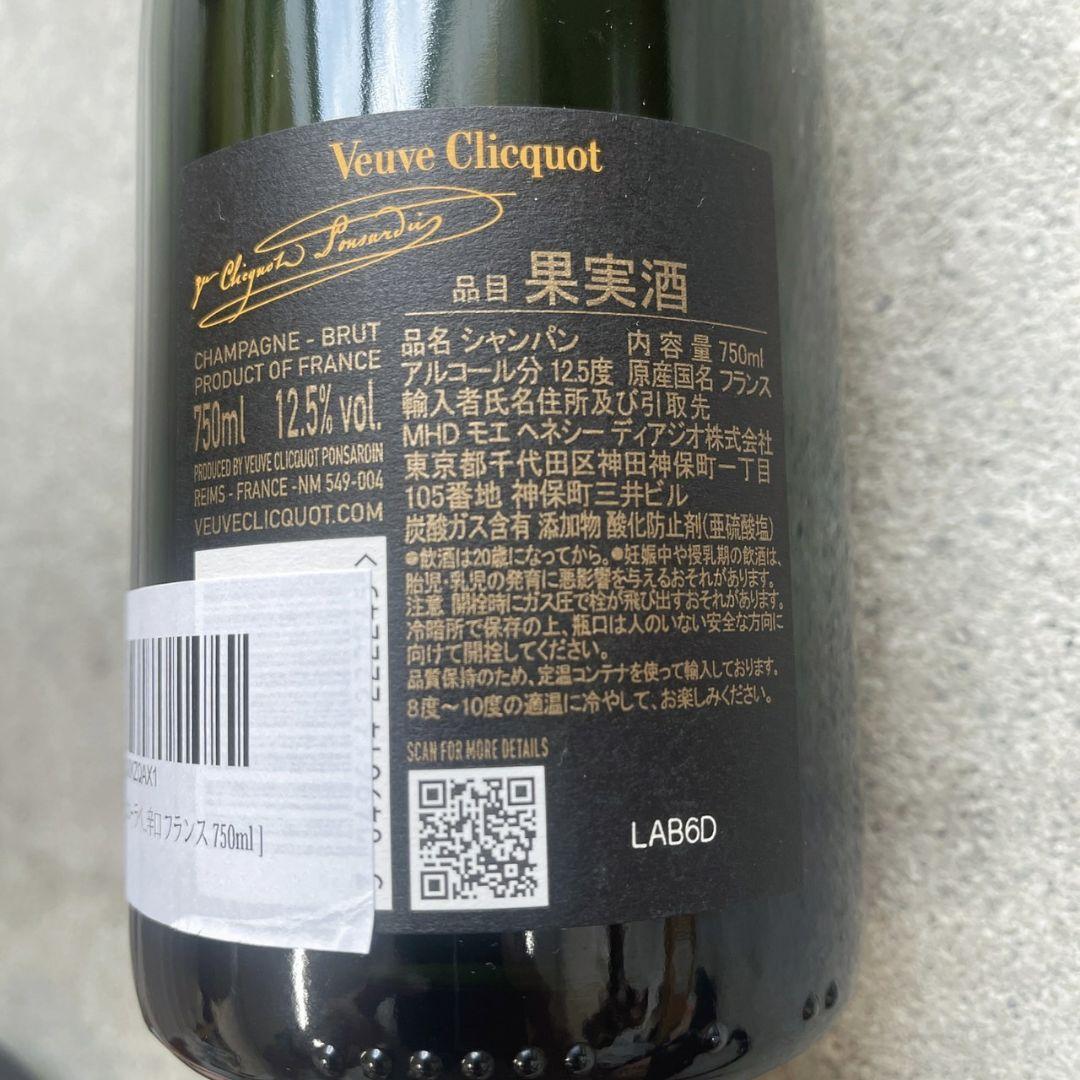 Veuve Clicquot
Clicquot Ponsardin
品目 果実酒
CHAMPAGNE - BRUT
PRODUCT OF FRANCE
750ml 12.5% vol.
PRODUCED BY VEUVE CLICQUOT PONSARDIN
REIMS - FRANCE - NM 549-004
VEUVECLICQUOT.COM
品名 シャンパン 内容量 750ml
アルコール分 12.5度 原産国名 フランス
輸入者氏名住所及び引取先
MHD モエ ヘネシー ディアジオ株式会社
東京都千代田区神田神保町一丁目
105番地 神保町三井ビル
炭酸ガス含有 添加物 酸化防止剤(亜硫酸塩)
●飲酒は20歳になってから。●妊娠中や授乳期の飲酒は、
胎児・乳児の発育に悪影響を与えるおそれがあります。
注意 開栓時にガス圧で栓が飛び出すおそれがあります。
冷暗所で保存の上、瓶口は人のいない安全な方向に
向けて開栓してください。
品質保持のため、定温コンテナを使って輸入しております。
8度〜10度の適温に冷やして、お楽しみください。
SCAN FOR MORE DETAILS
LAB6D
ZQAX1
辛口 フランス 750ml ]